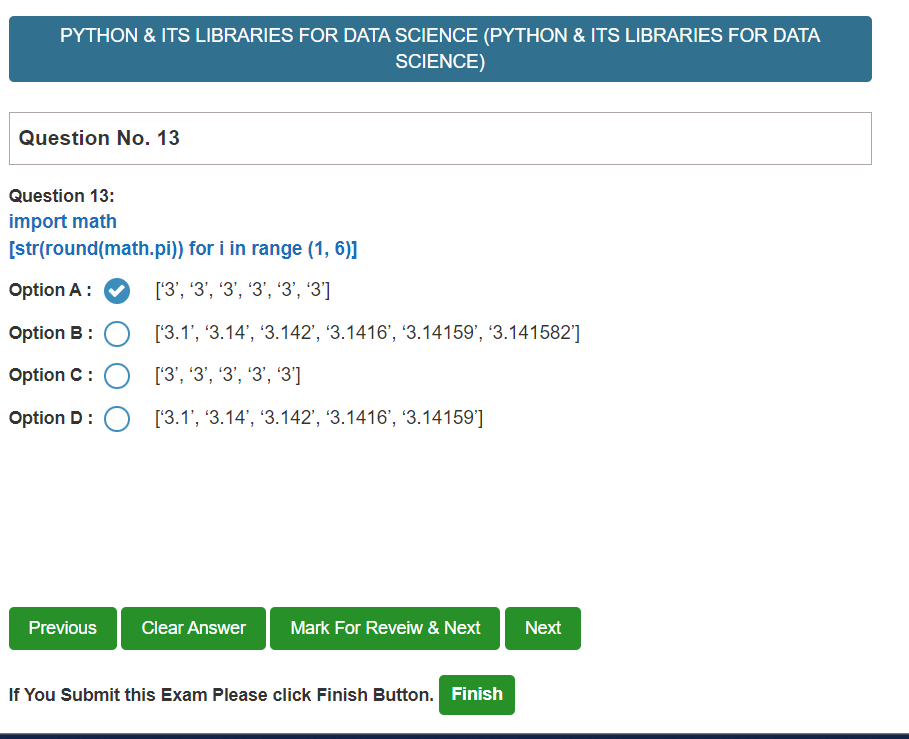 PYTHON & ITS LIBRARIES FOR DATA SCIENCE (PYTHON & ITS LIBRARIES FOR DATA
SCIENCE)
Question No. 13
Question 13:
import math
[str(round(math.pi)) for i in range (1, 6)]
Option A : [‘3’, ‘3’, ‘3’, ‘3’, ‘3’, ‘3’]
Option B : [‘3.1’, ‘3.14’, ‘3.142’, ‘3.1416’, ‘3.14159’, ‘3.141582’]
Option C : [‘3’, ‘3’, ‘3’, ‘3’, ‘3’]
Option D : [‘3.1’, ‘3.14’, ‘3.142’, ‘3.1416’, ‘3.14159’]
Previous Clear Answer Mark For Reveiw & Next Next
If You Submit this Exam Please click Finish Button. Finish